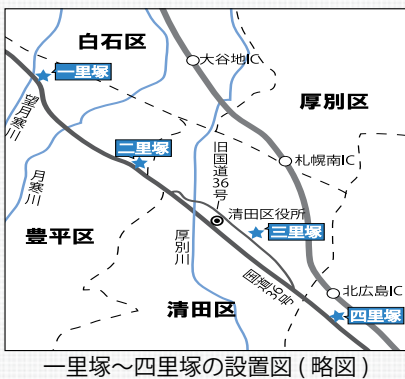 白石区
大谷地IC
一里塚
厚別区
望月寒川
月寒川
二里塚
旧国道36号
札幌南IC
清田区役所
三里塚
豊平区
厚別川
国道36号
北広島IC
清田区
四里塚
一里塚～四里塚の設置図(略図)